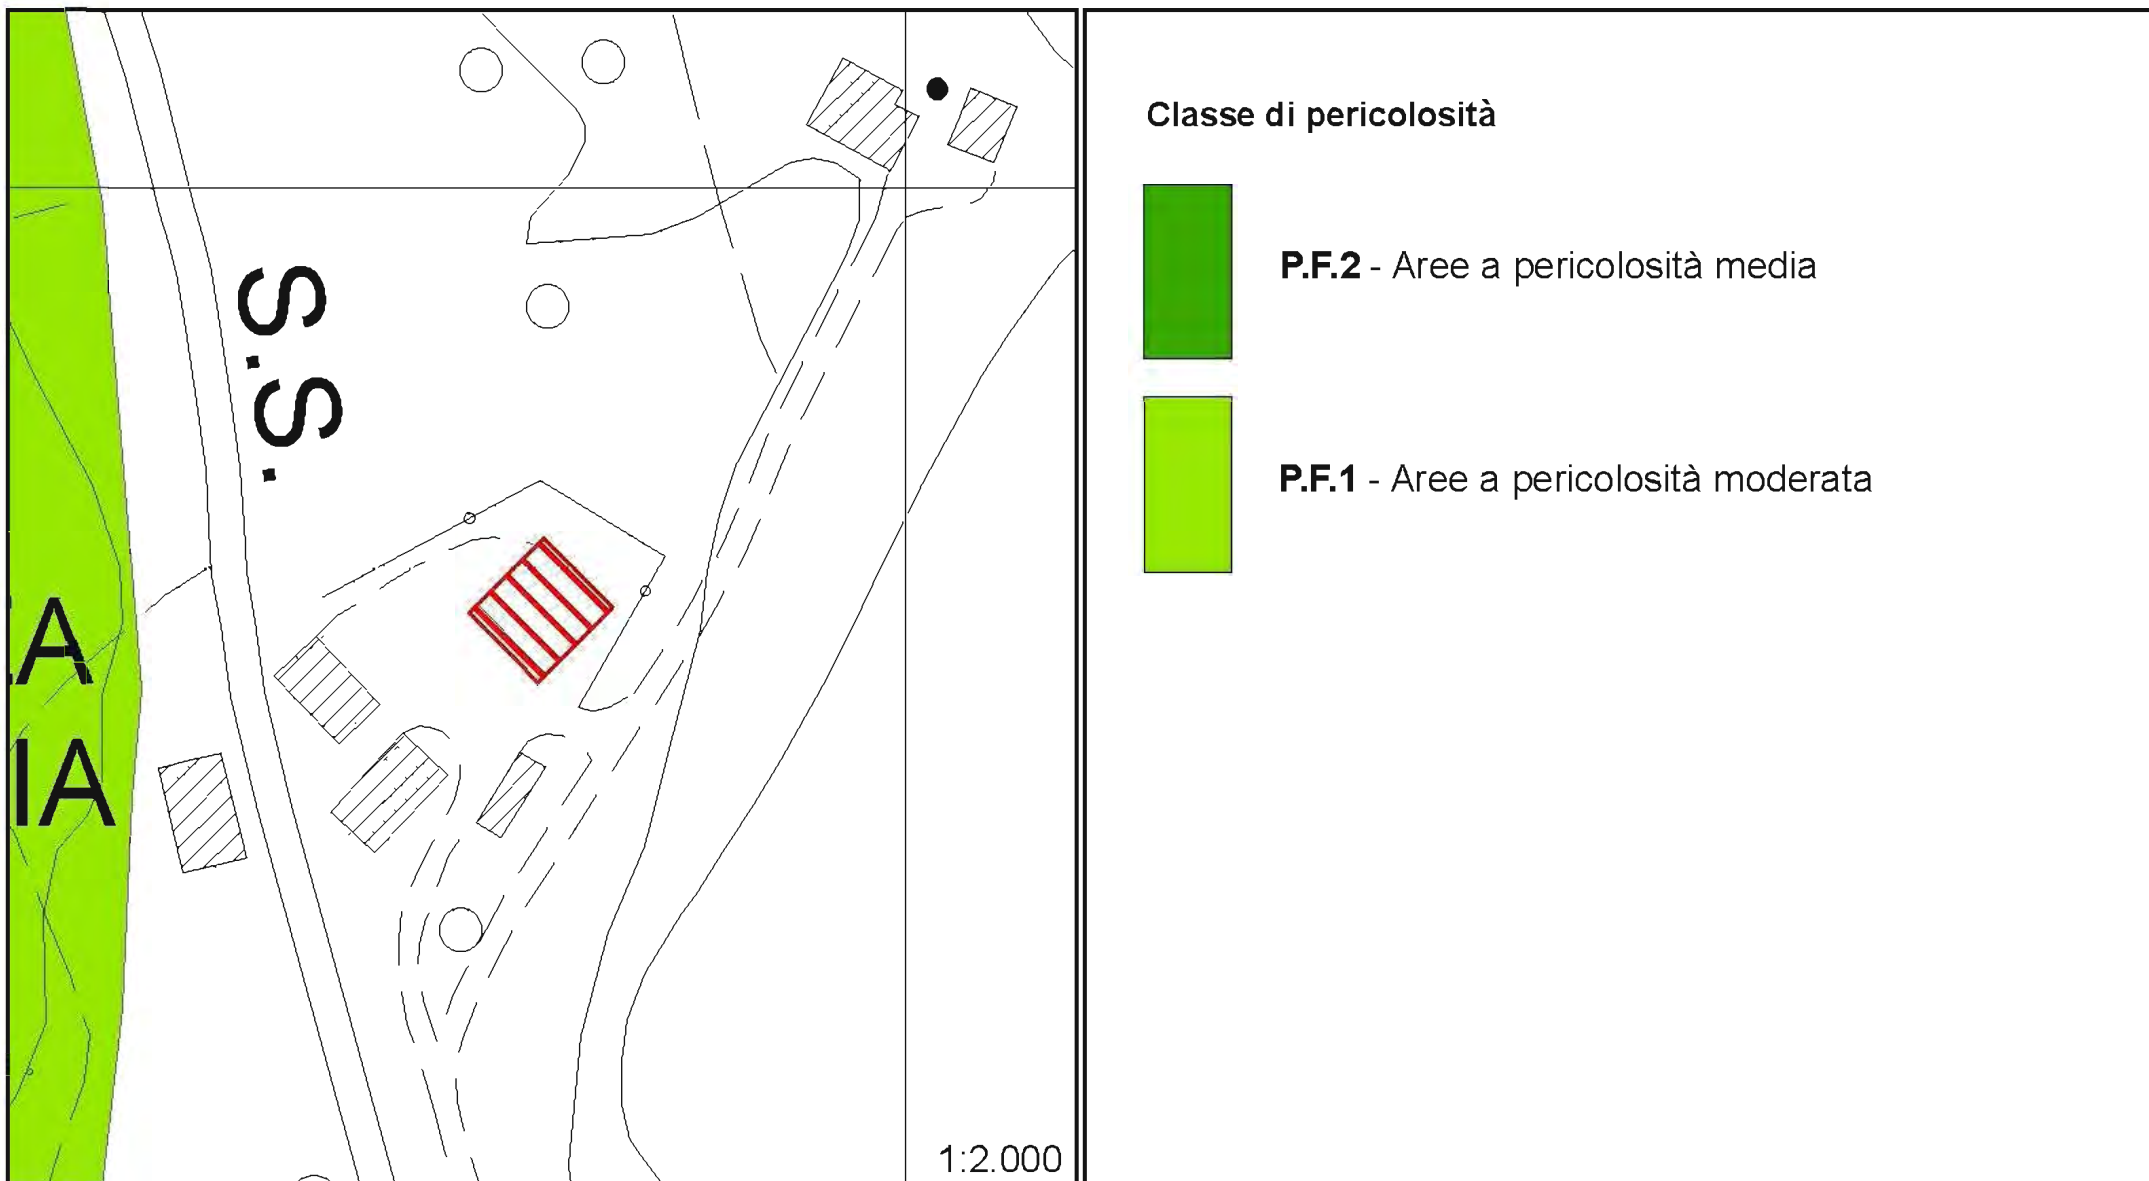 S.S.
A
IA
1:2.000
Classe di pericolosità
P.F.2 - Aree a pericolosità media
P.F.1 - Aree a pericolosità moderata